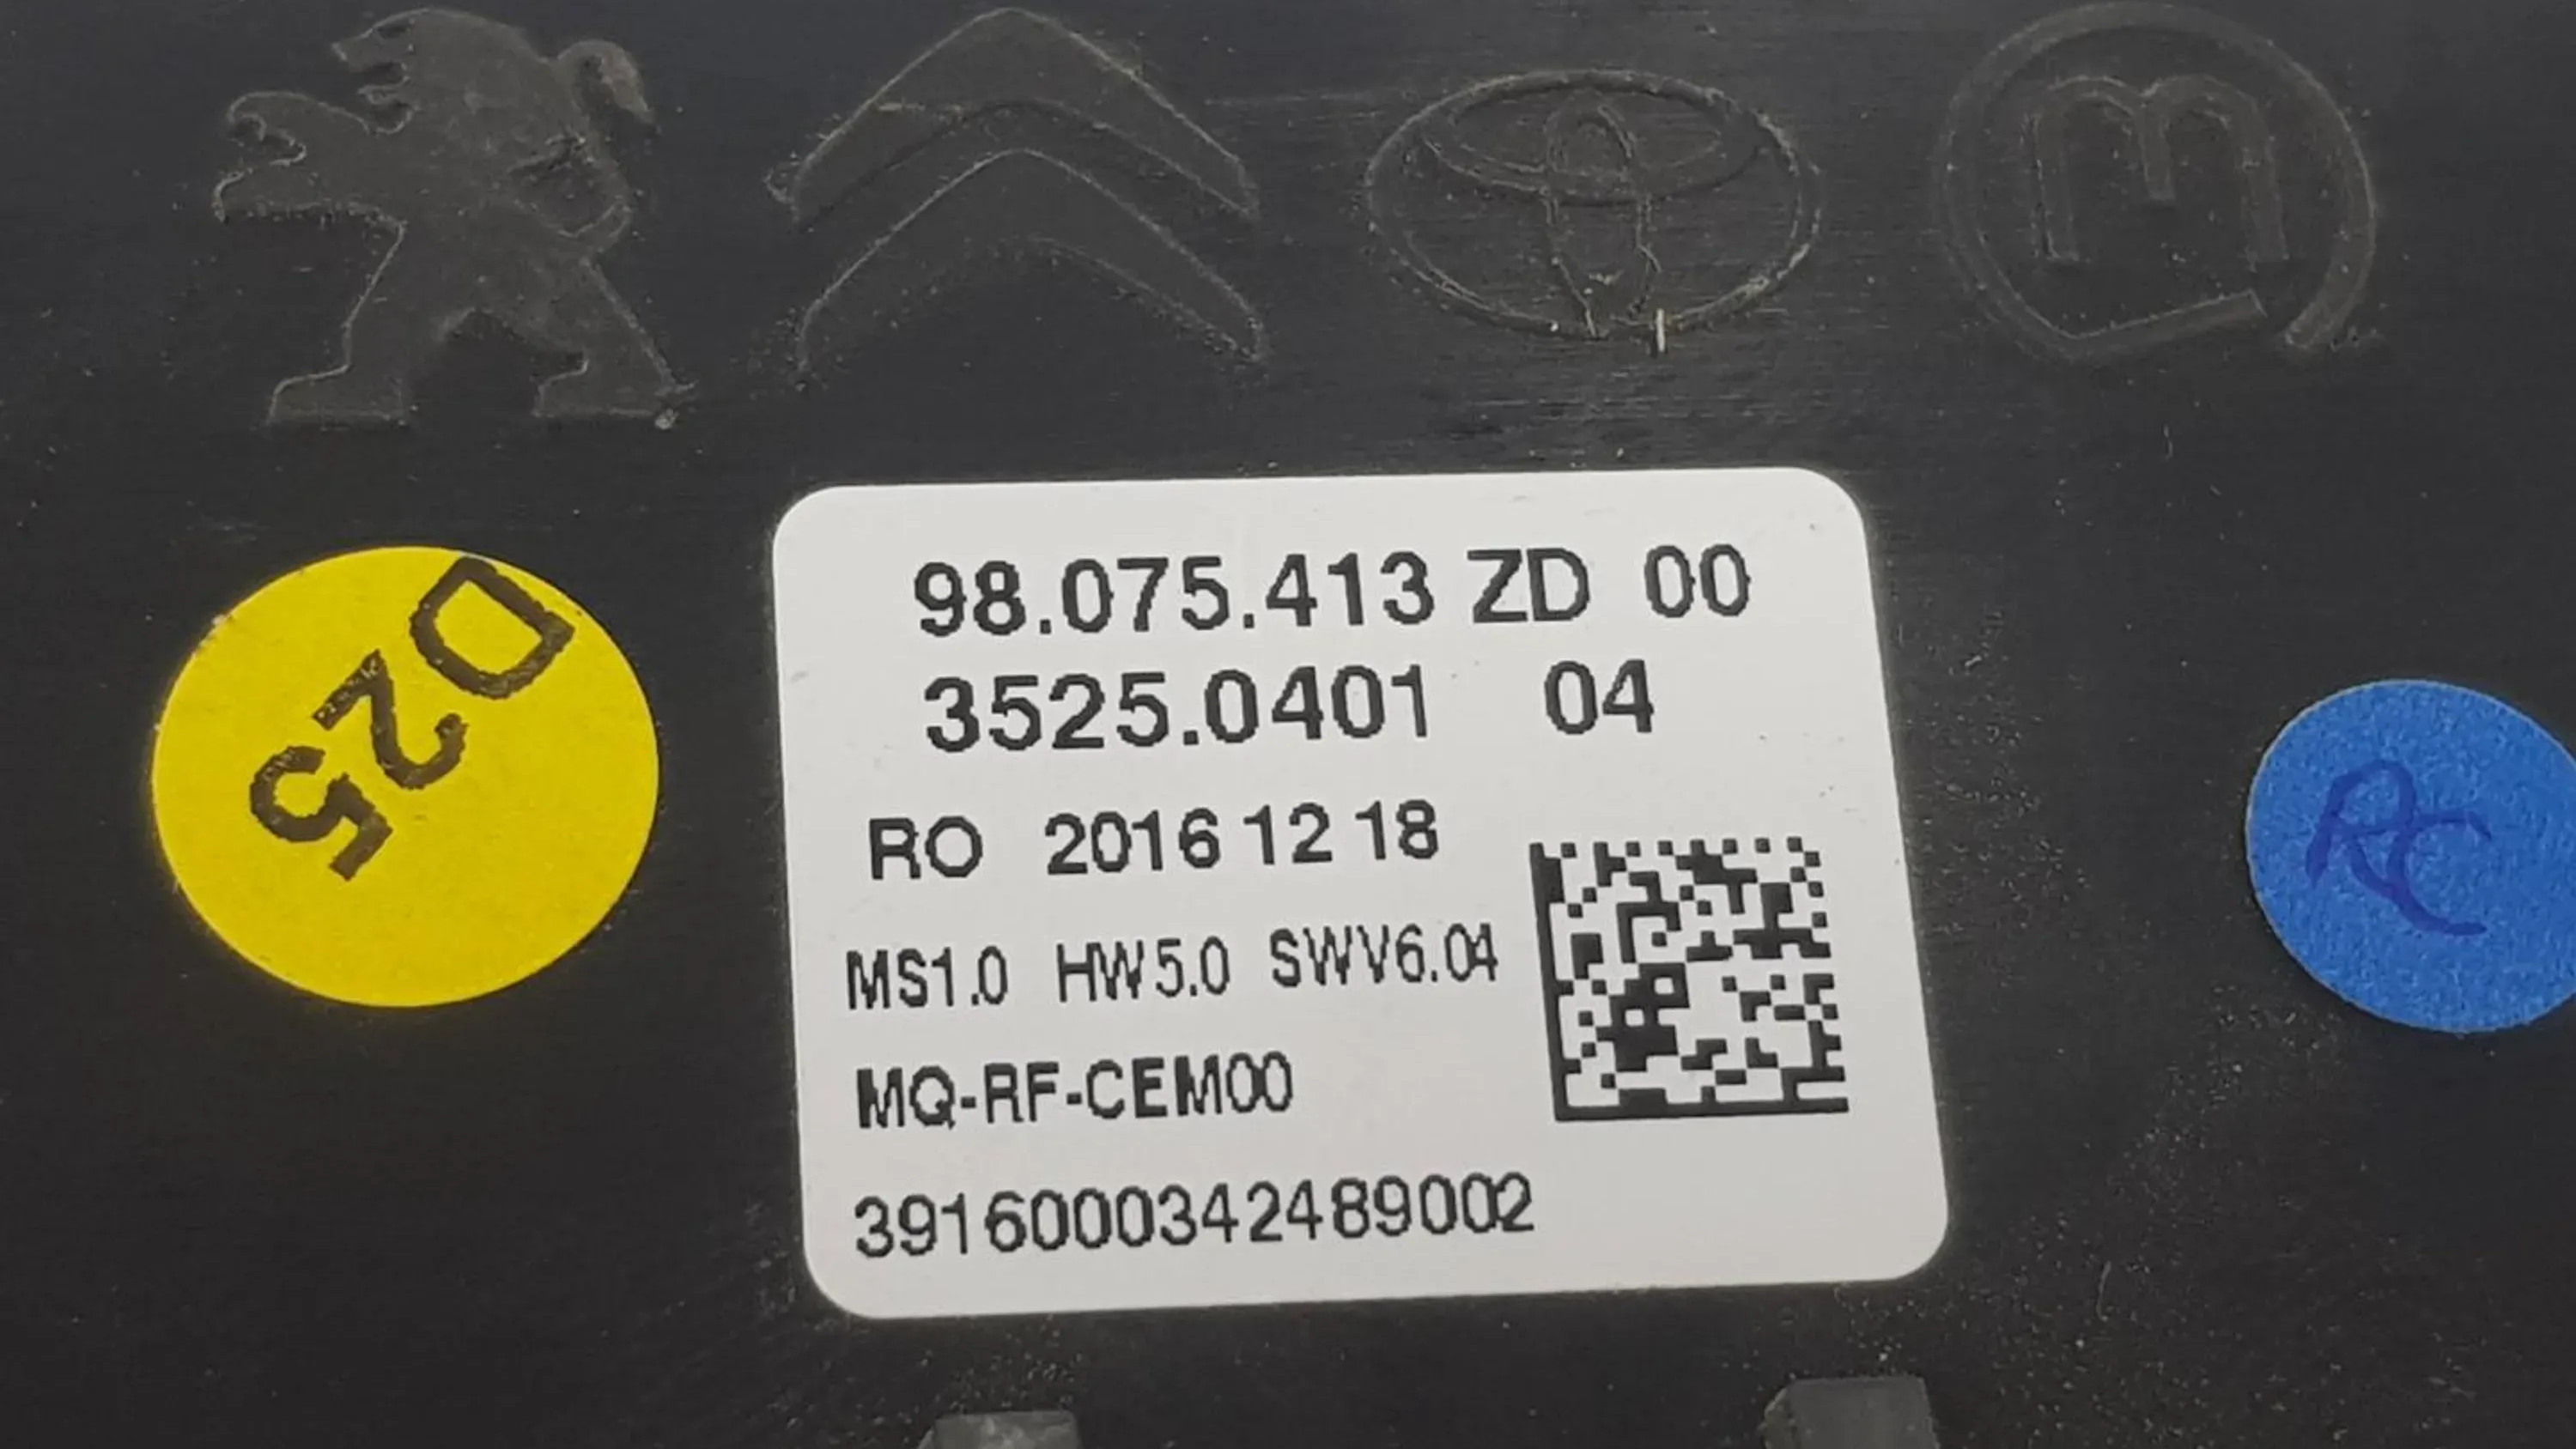 98.075.413 ZD 00
3525.0401 04
RO 2016 12 18
MS1.0 HW5.0 SWV6.04
MQ-RF-CEM00
3916000342489002
D25
RC
m